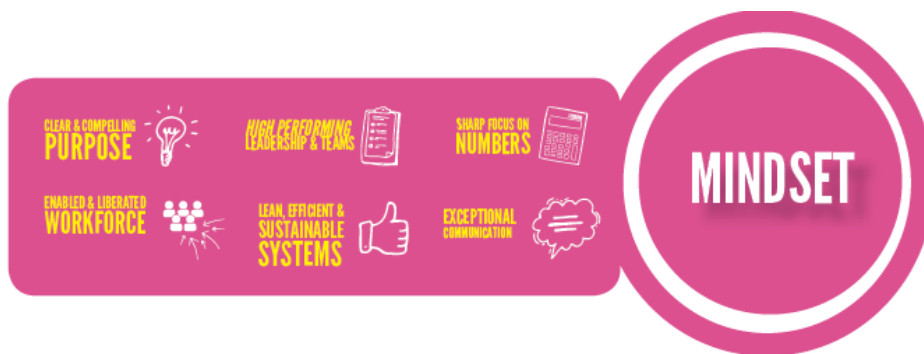 CLEAR & COMPELLING
PURPOSE
HIGH PERFORMING
LEADERSHIP & TEAMS
SHARP FOCUS ON
NUMBERS
ENABLED & LIBERATED
WORKFORCE
LEAN, EFFICIENT &
SUSTAINABLE
SYSTEMS
EXCEPTIONAL
COMMUNICATION
MINDSET